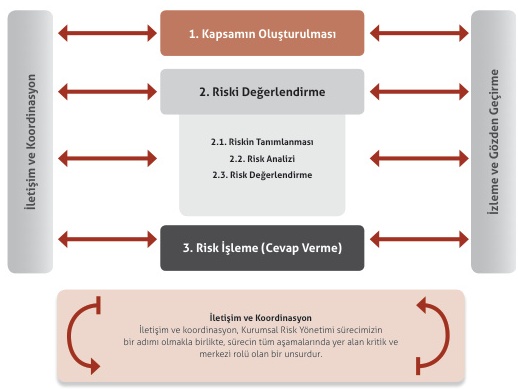 İletişim ve Koordinasyon
1. Kapsamın Oluşturulması
2. Riski Değerlendirme
2.1. Riskin Tanımlanması
2.2. Risk Analizi
2.3. Risk Değerlendirme
3. Risk İşleme (Cevap Verme)
İzleme ve Gözden Geçirme
İletişim ve Koordinasyon
İletişim ve koordinasyon, Kurumsal Risk Yönetimi sürecimizin
bir adımı olmakla birlikte, sürecin tüm aşamalarında yer alan kritik ve
merkezi rolü olan bir unsurdur.